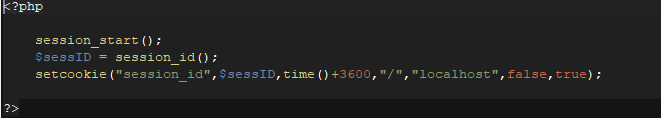 <?php
session_start();
$sessID = session_id();
setcookie("session_id",$sessID,time()+3600,"/","localhost",false,true);
?>